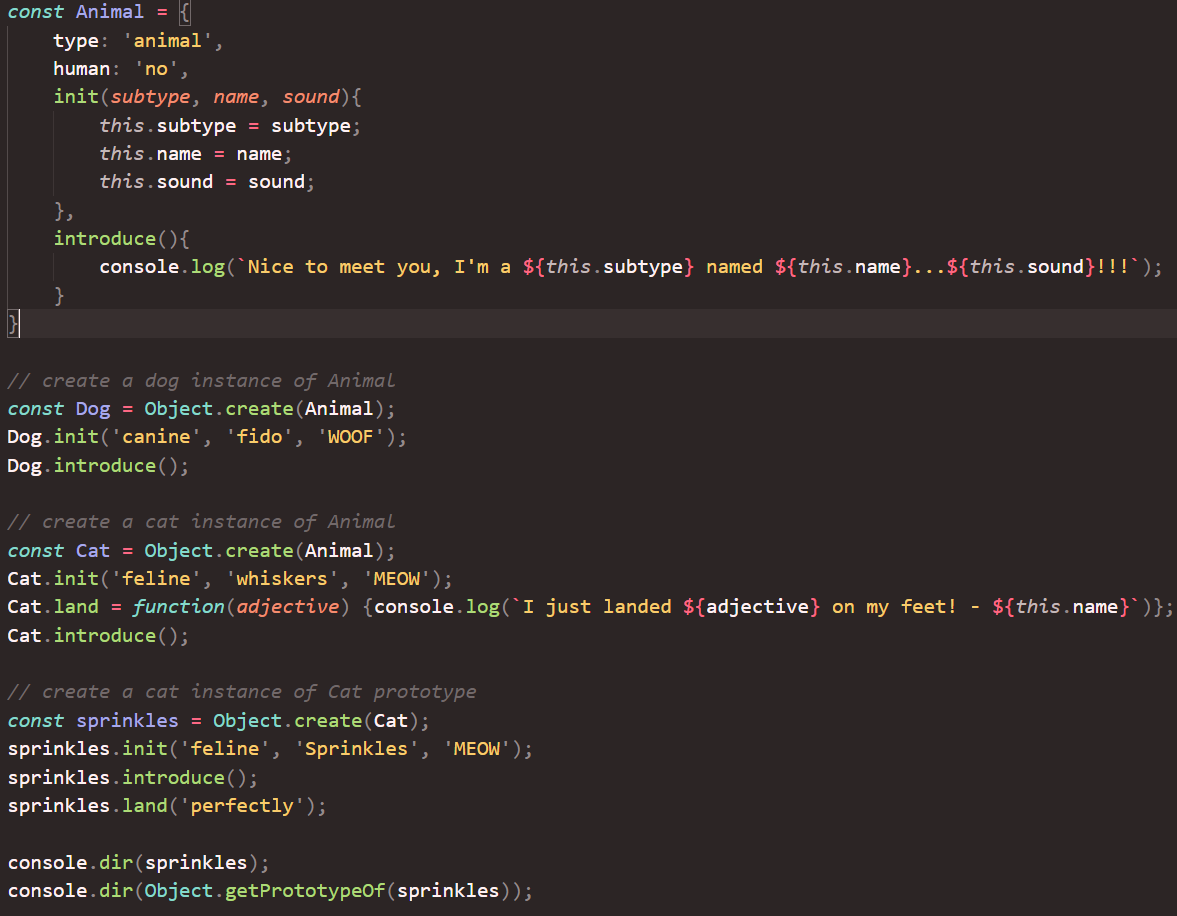 const Animal = {
    type: 'animal',
    human: 'no',
    init(subtype, name, sound){
        this.subtype = subtype;
        this.name = name;
        this.sound = sound;
    },
    introduce(){
        console.log(`Nice to meet you, I'm a ${this.subtype} named ${this.name}...${this.sound}!!!`);
    }
}

// create a dog instance of Animal
const Dog = Object.create(Animal);
Dog.init('canine', 'fido', 'WOOF');
Dog.introduce();

// create a cat instance of Animal
const Cat = Object.create(Animal);
Cat.init('feline', 'whiskers', 'MEOW');
Cat.land = function(adjective) {console.log(`I just landed ${adjective} on my feet! - ${this.name}`)};
Cat.introduce();

// create a cat instance of Cat prototype
const sprinkles = Object.create(Cat);
sprinkles.init('feline', 'Sprinkles', 'MEOW');
sprinkles.introduce();
sprinkles.land('perfectly');

console.dir(sprinkles);
console.dir(Object.getPrototypeOf(sprinkles));